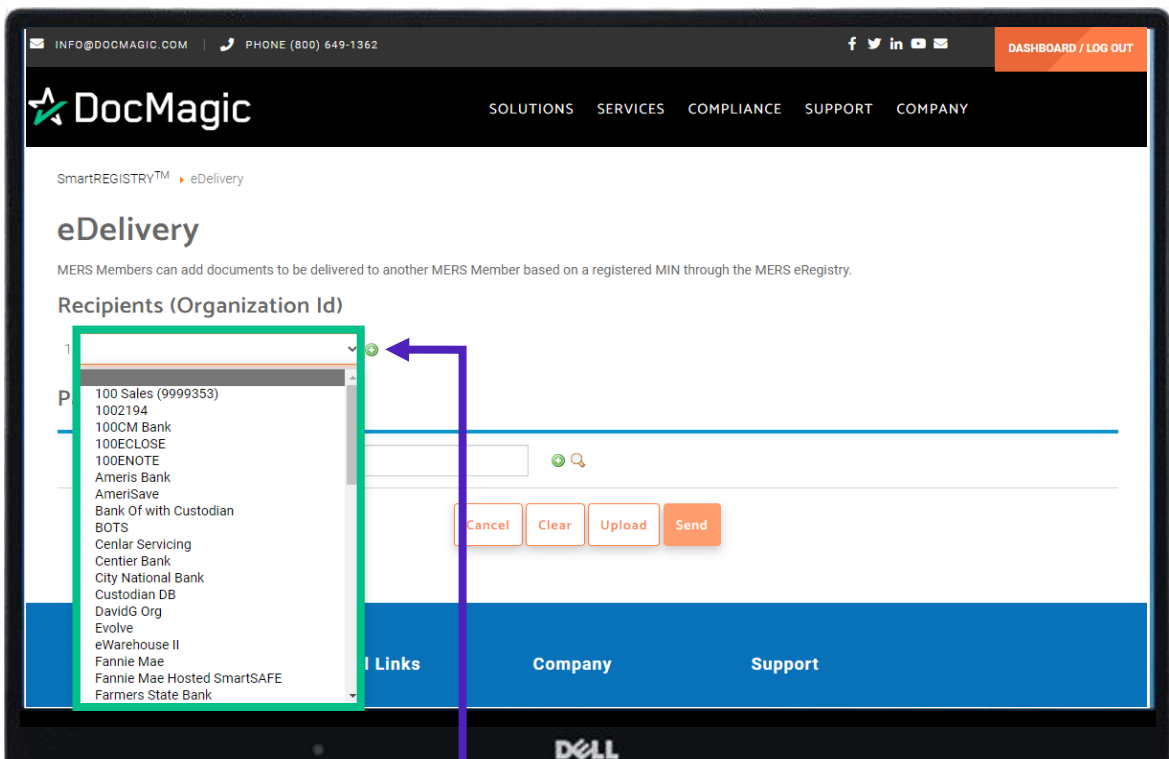 INFO@DOCMAGIC.COM | PHONE (800) 649-1362
DASHBOARD / LOG OUT
DocMagic
SOLUTIONS SERVICES COMPLIANCE SUPPORT COMPANY
SmartREGISTRY™ eDelivery
eDelivery
MERS Members can add documents to be delivered to another MERS Member based on a registered MIN through the MERS eRegistry.
Recipients (Organization Id)
1
100 Sales (9999353)
1002194
100CM Bank
100ECLOSE
100ENOTE
Ameris Bank
AmeriSave
Bank Of with Custodian
BOTS
Cenlar Servicing
Centier Bank
City National Bank
Custodian DB
DavidG Org
Evolve
eWarehouse II
Fannie Mae
Fannie Mae Hosted SmartSAFE
Farmers State Bank
Cancel Clear Upload Send
Links Company Support
DELL